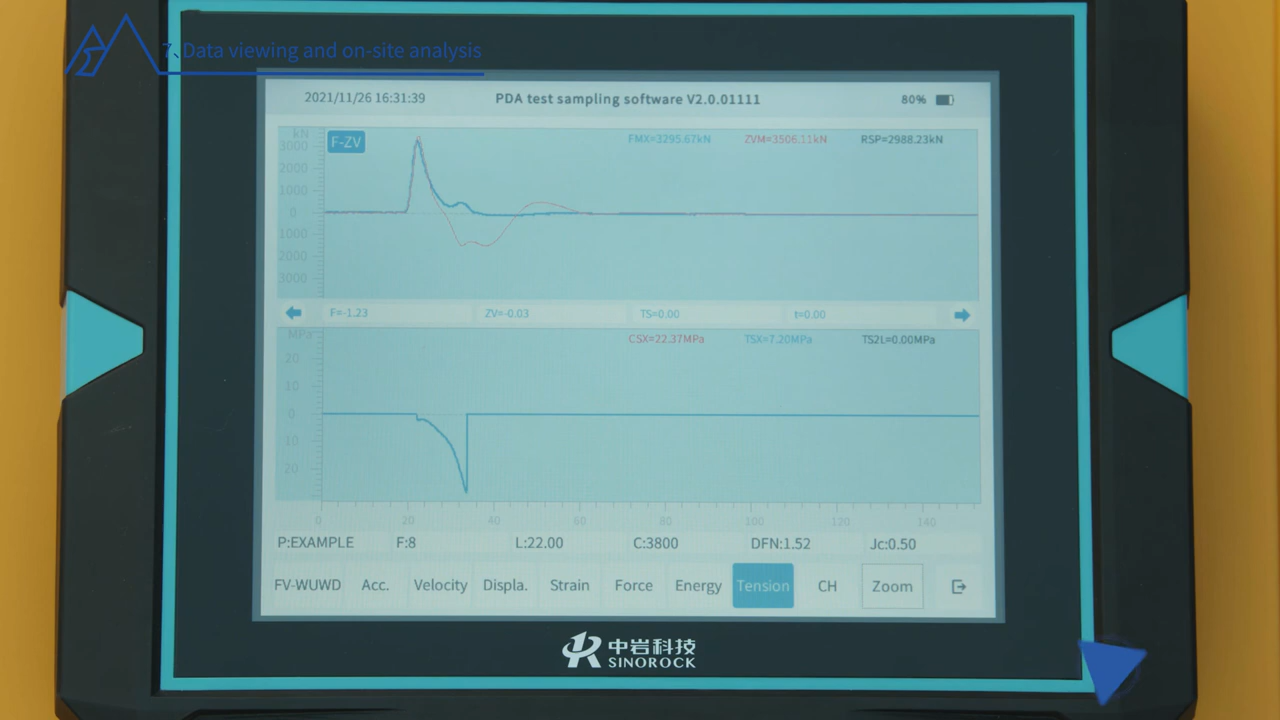 7、Data viewing and on-site analysis
2021/11/26 16:31:39 PDA test sampling software V2.0.01111 80%
kN F-ZV FMX=3295.67kN ZVM=3506.11kN RSP=2988.23kN
3000
2000
1000
0
1000
2000
3000
F=-1.23 ZV=-0.03 TS=0.00 t=0.00
MPa CSX=22.37MPa TSX=7.20MPa TS2L=0.00MPa
20
10
0
10
20
0 20 40 60 80 100 120 140
P:EXAMPLE F:8 L:22.00 C:3800 DFN:1.52 Jc:0.50
FV-WUWD Acc. Velocity Displa. Strain Force Energy Tension CH Zoom
中岩科技
SINOROCK